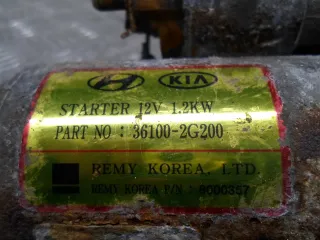 KIA
STARTER 12V 1.2KW
PART NO : 36100-2G200
REMY KOREA, LTD.
REMY KOREA P/N : 8000357